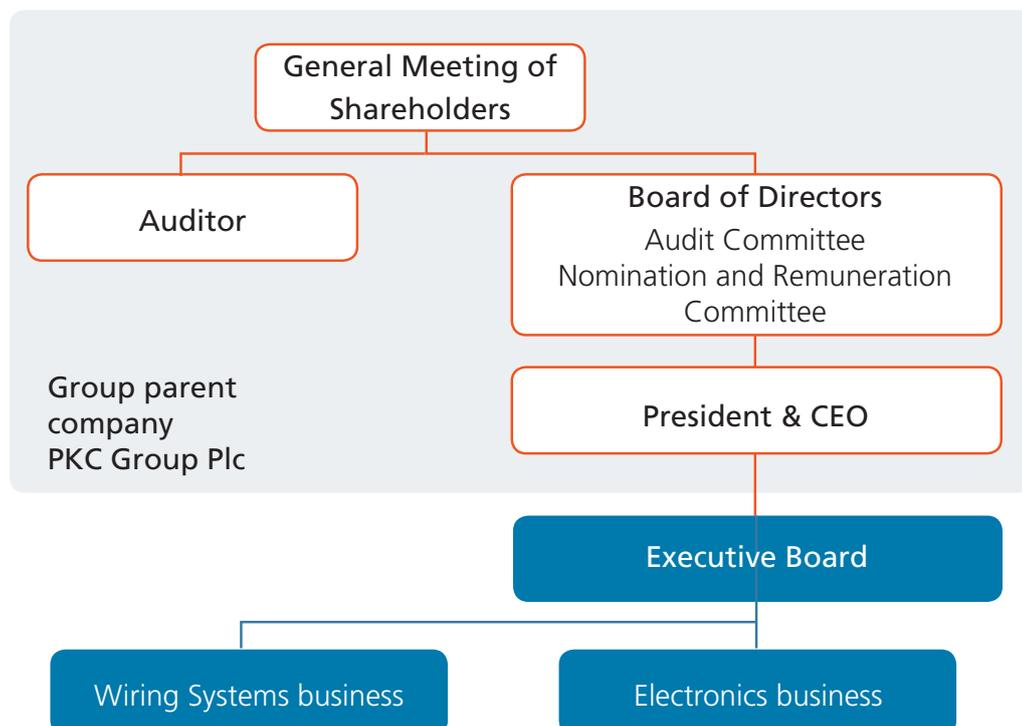 General Meeting of
Shareholders
Auditor
Board of Directors
Audit Committee
Nomination and Remuneration
Committee
Group parent
company
PKC Group Plc
President & CEO
Executive Board
Wiring Systems business
Electronics business